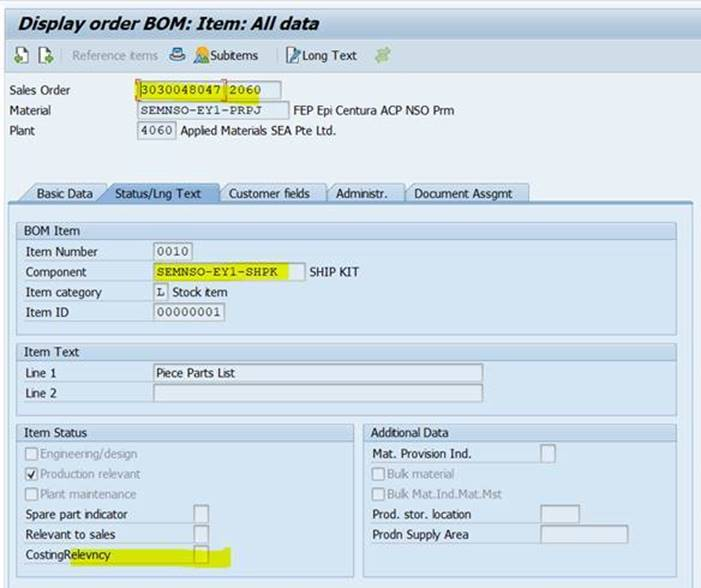 Display order BOM: Item: All data
Reference items Subitems Long Text
Sales Order 3030048047 2060
Material SEMNSO-EY1-PRPJ FEP Epi Centura ACP NSO Prm
Plant 4060 Applied Materials SEA Pte Ltd.
Basic Data Status/Lng Text Customer fields Administr. Document Assgmt
BOM Item
Item Number 0010
Component SEMNSO-EY1-SHPK SHIP KIT
Item category L Stock item
Item ID 00000001
Item Text
Line 1 Piece Parts List
Line 2
Item Status
Engineering/design
Production relevant
Plant maintenance
Spare part indicator
Relevant to sales
CostingRelevncy
Additional Data
Mat. Provision Ind.
Bulk material
Bulk Mat.Ind.Mat.Mst
Prod. stor. location
Prodn Supply Area